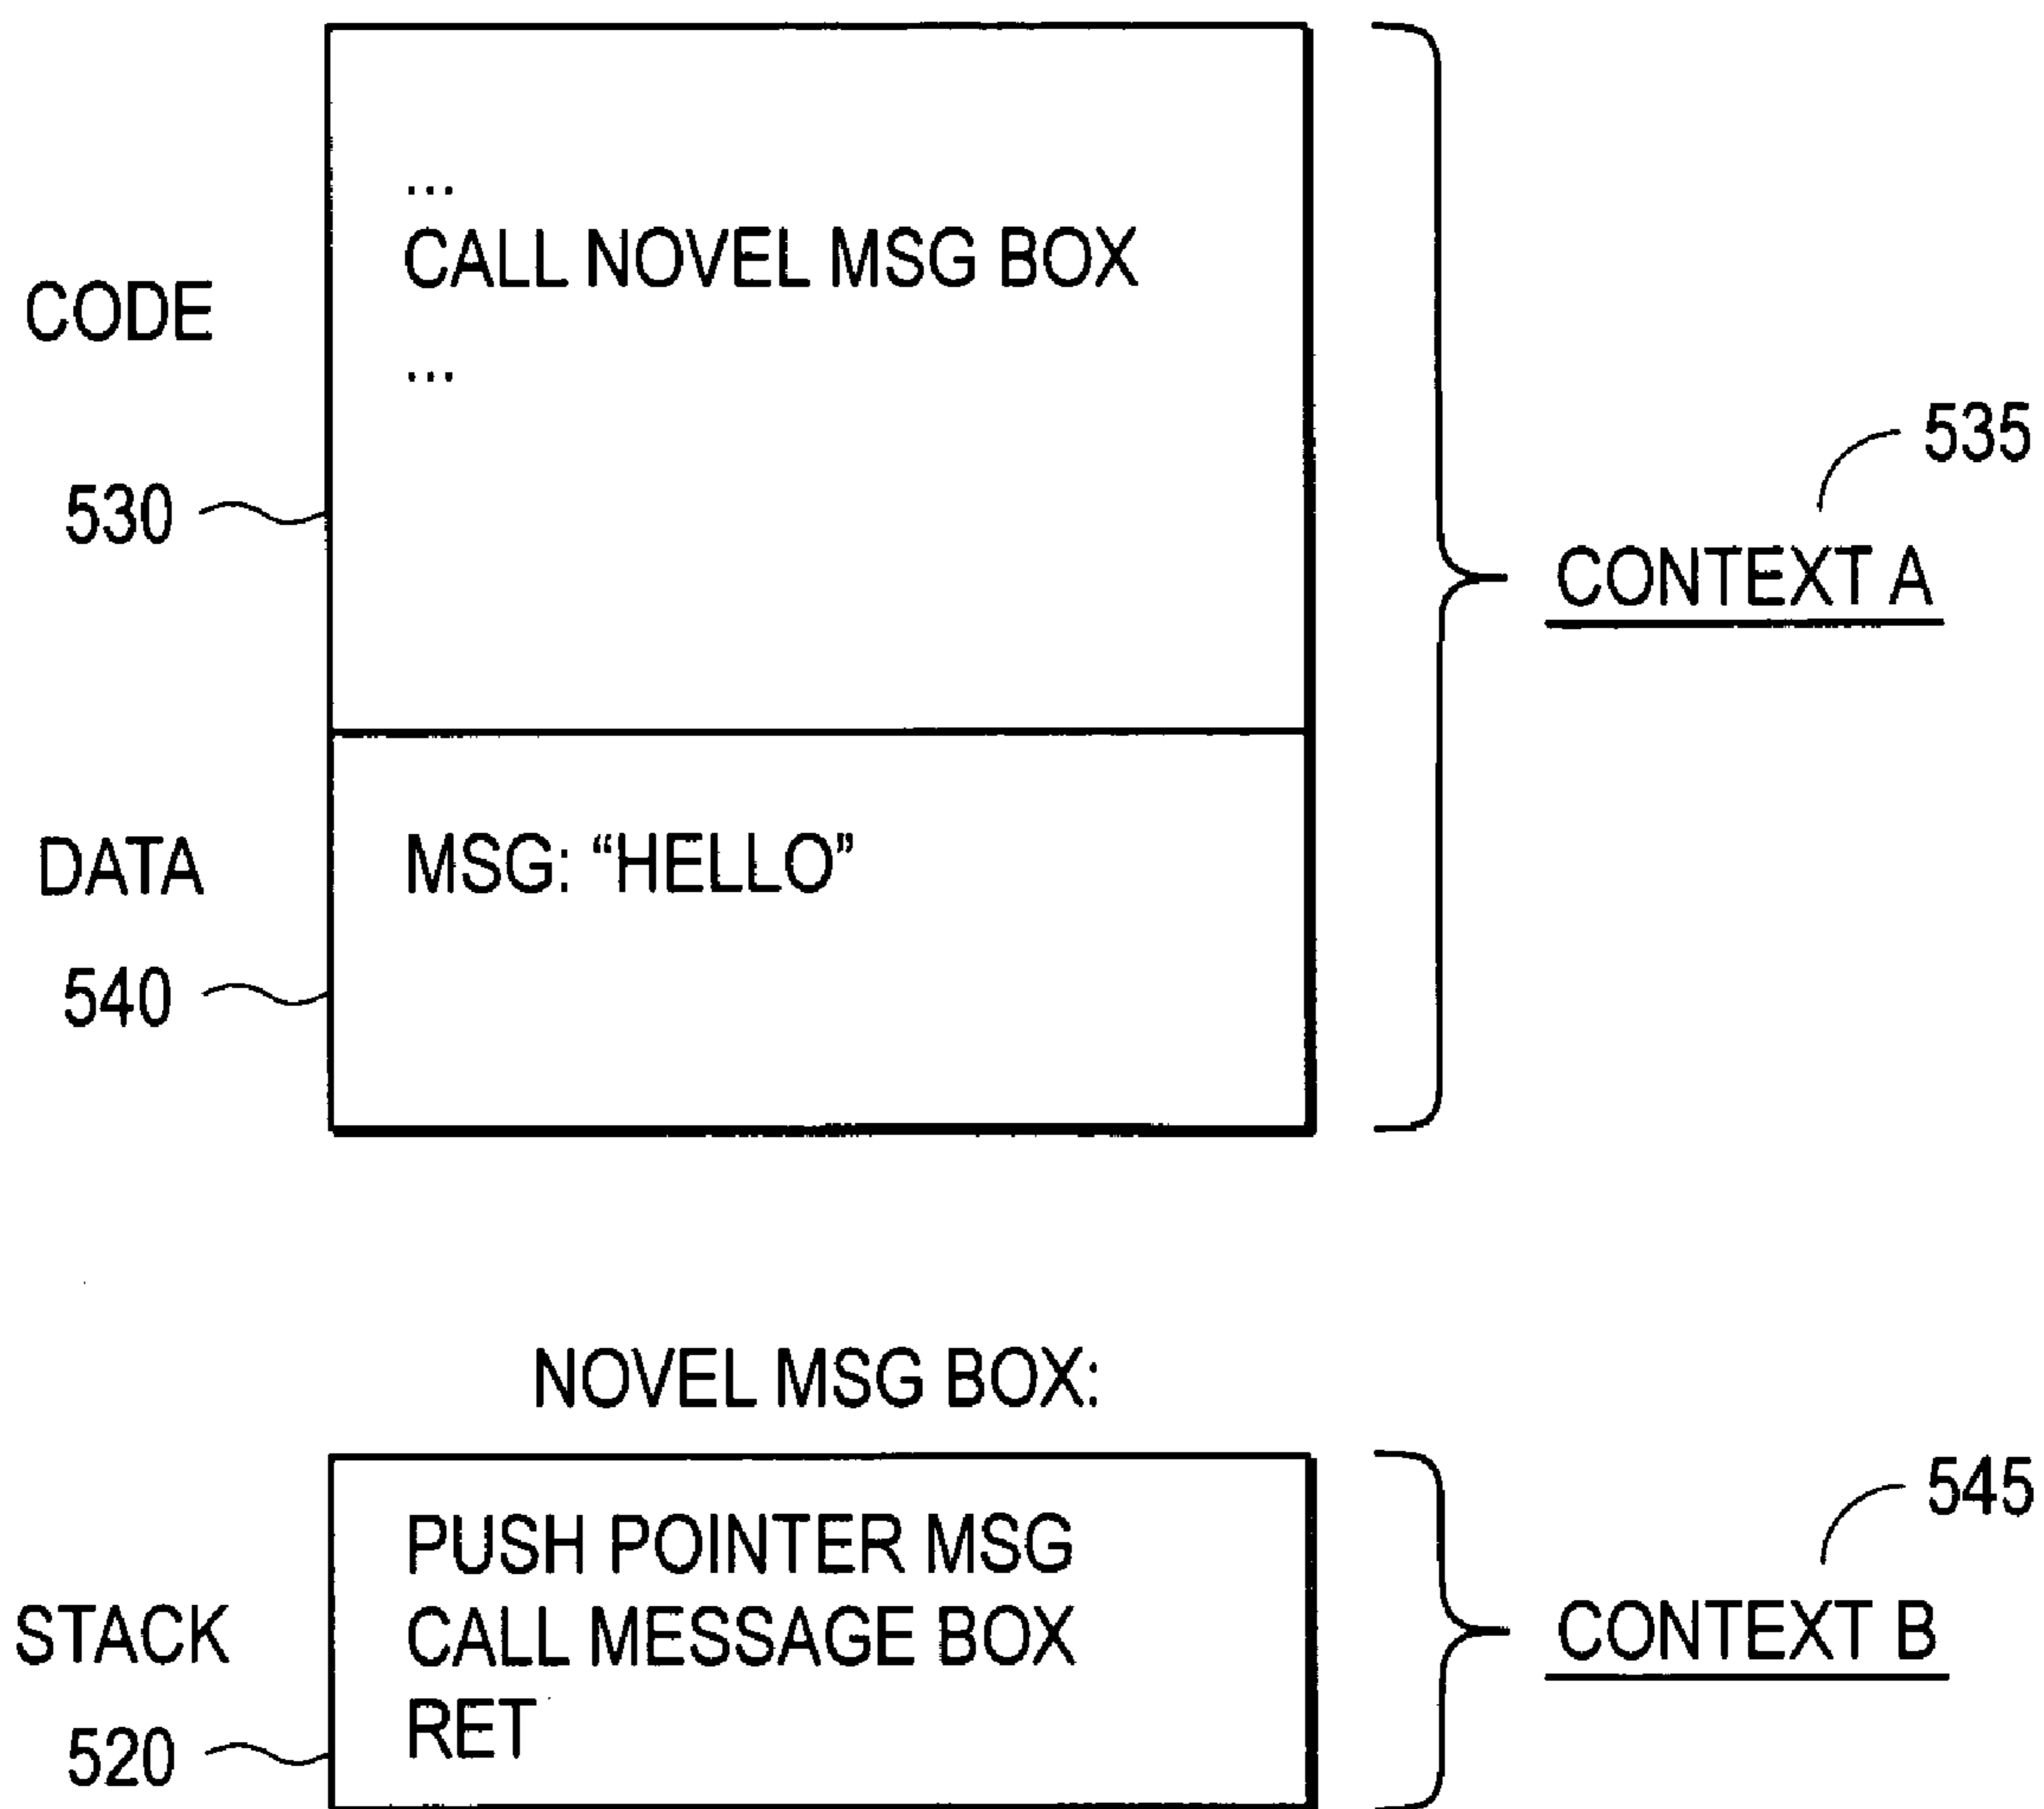 ...
CALL NOVEL MSG BOX
CODE
...
535
530
CONTEXT A
DATA
MSG: “HELLO”
540
NOVEL MSG BOX:
545
PUSH POINTER MSG
STACK
CALL MESSAGE BOX
CONTEXT B
RET
520